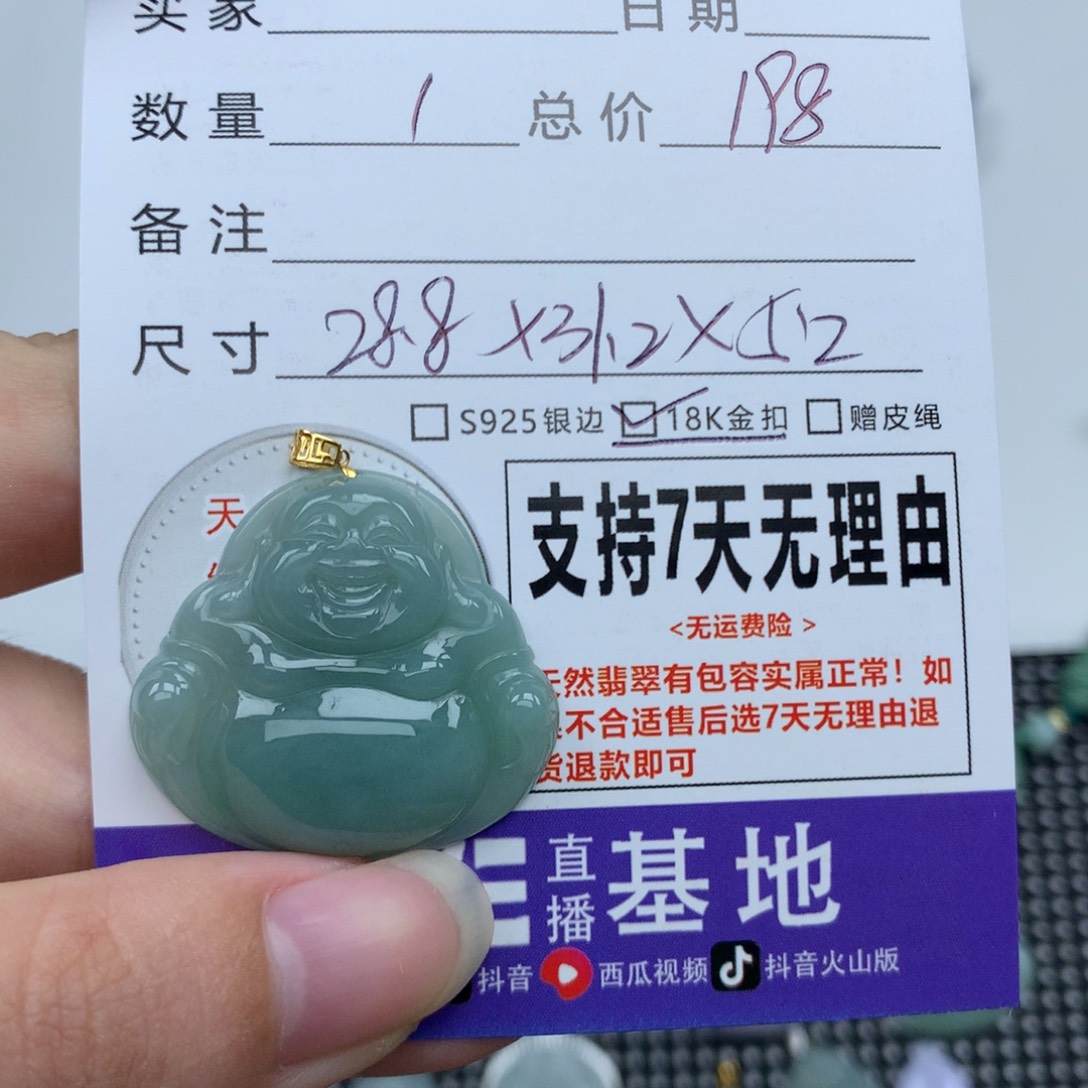 买家 日期
数量 1 总价 198
备注
尺寸 28.8×31.2×5.2
S925银边 18K金扣 赠皮绳
天
支持7天无理由
<无运费险>
然翡翠有包容实属正常！如
不合适售后选7天无理由退
货退款即可
直播基地
抖音 西瓜视频 抖音火山版